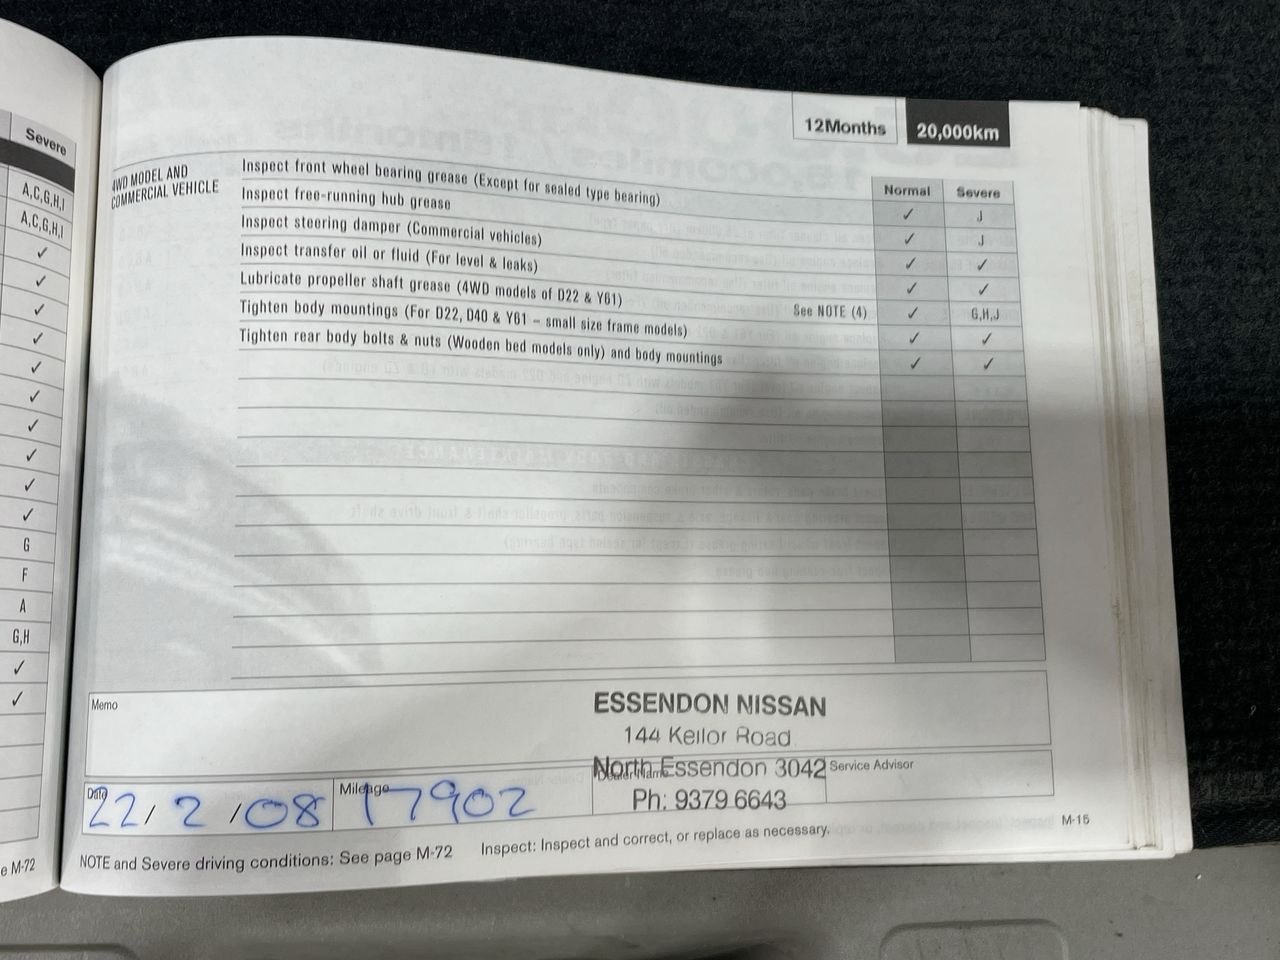 Severe
A,C,G,H,I
A,C,G,H,I
✓
✓
✓
✓
✓
✓
✓
✓
✓
✓
G
F
A
G,H
✓
✓
e M-72
12Months 20,000km
Normal Severe
4WD MODEL AND
COMMERCIAL VEHICLE
Inspect front wheel bearing grease (Except for sealed type bearing) ✓ J
Inspect free-running hub grease ✓ J
Inspect steering damper (Commercial vehicles) ✓ ✓
Inspect transfer oil or fluid (For level & leaks) ✓ ✓
Lubricate propeller shaft grease (4WD models of D22 & Y61) See NOTE (4) ✓ G,H,J
Tighten body mountings (For D22, D40 & Y61 – small size frame models) ✓ ✓
Tighten rear body bolts & nuts (Wooden bed models only) and body mountings ✓ ✓
Memo
ESSENDON NISSAN
144 Keilor Road
North Essendon 3042
Ph: 9379 6643
Date 22/2/08
Mileage 17902
Dealer Name
Service Advisor
NOTE and Severe driving conditions: See page M-72 Inspect: Inspect and correct, or replace as necessary.
M-15